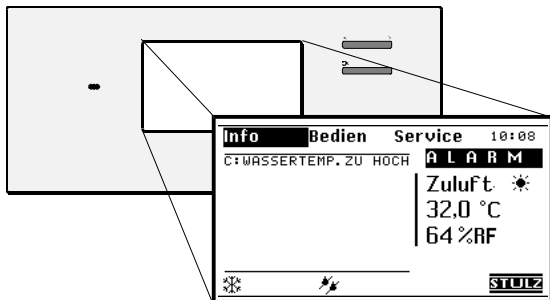 Info Bedien Service 10:08
C:WASSERTEMP.ZU HOCH
ALARM
Zuluft
32,0 °C
64%RF
STULZ